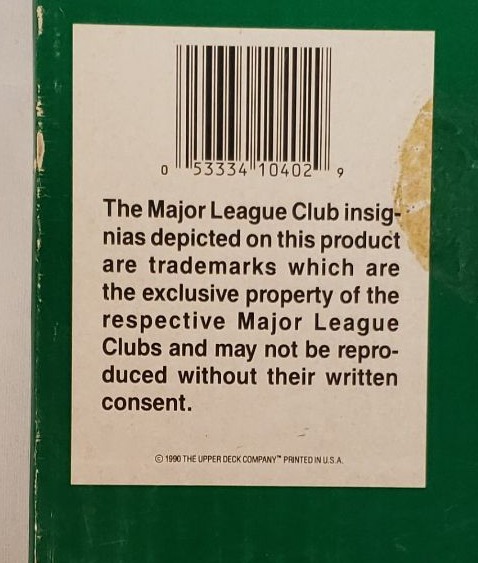 0 53334 10402 9
The Major League Club insig-
nias depicted on this product
are trademarks which are
the exclusive property of the
respective Major League
Clubs and may not be repro-
duced without their written
consent.
© 1990 THE UPPER DECK COMPANY™ PRINTED IN U.S.A.